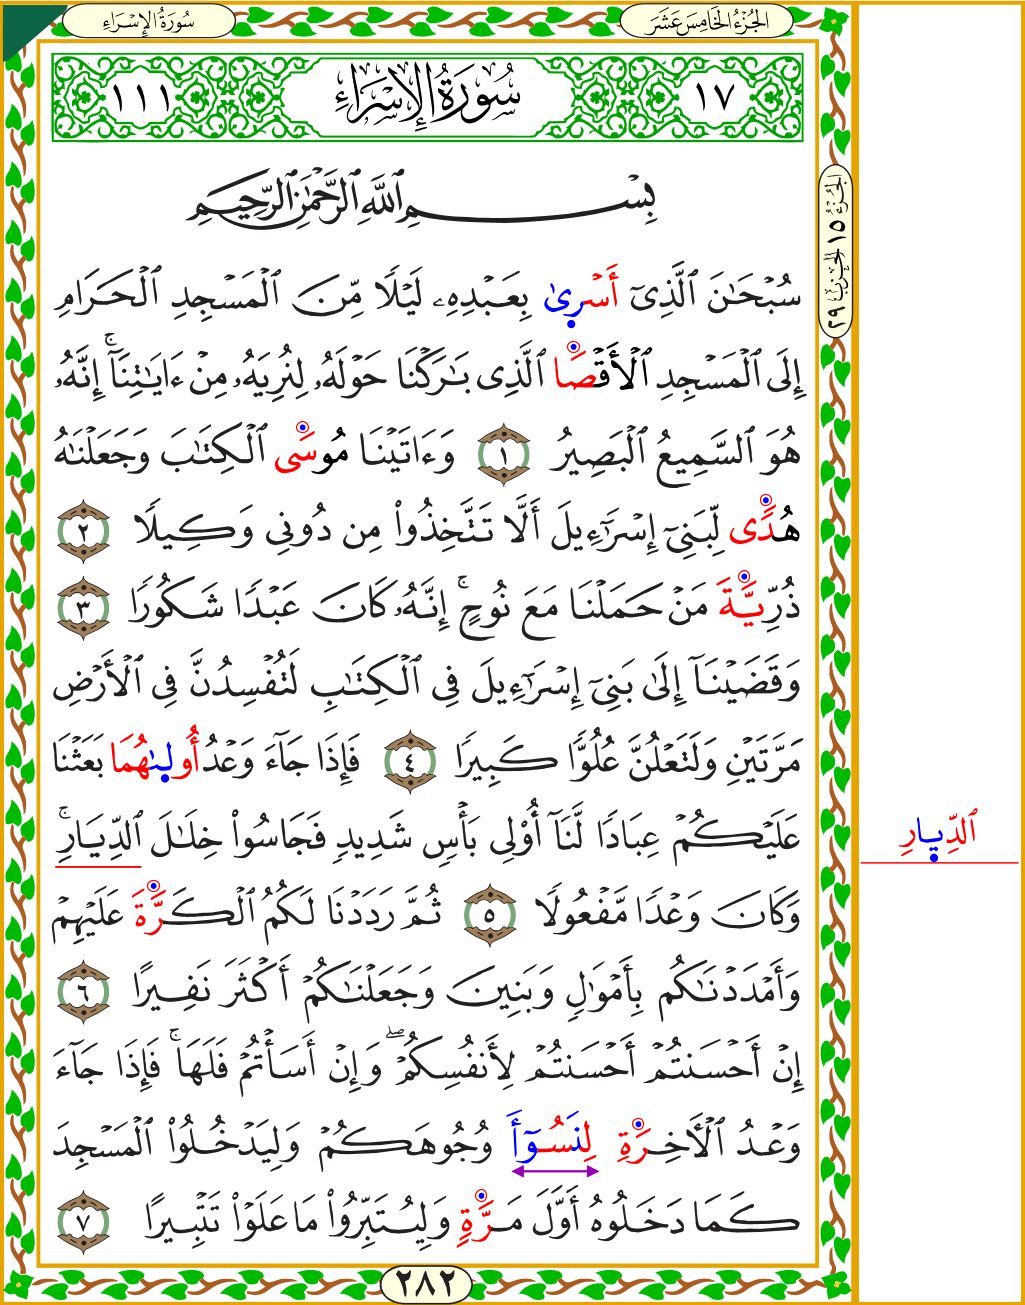 سُورَةُ الإِسْرَاءِ
الجُزْءُ الخَامِسَ عَشَرَ
١٧
سُورَةُ الإِسْرَاءِ
١١١
الجُزْءُ ١٥ الحِزْبُ ٢٩
بِسْمِ ٱللَّهِ ٱلرَّحْمَٰنِ ٱلرَّحِيمِ
سُبْحَٰنَ ٱلَّذِىٓ أَسْرٜىٰ بِعَبْدِهِۦ لَيْلًا مِّنَ ٱلْمَسْجِدِ ٱلْحَرَامِ
إِلَى ٱلْمَسْجِدِ ٱلْأَقْصَا ٱلَّذِى بَٰرَكْنَا حَوْلَهُۥ لِنُرِيَهُۥ مِنْ ءَايَٰتِنَآ ۚ إِنَّهُۥ
هُوَ ٱلسَّمِيعُ ٱلْبَصِيرُ ١ وَءَاتَيْنَا مُوسَى ٱلْكِتَٰبَ وَجَعَلْنَٰهُ
هُدًى لِّبَنِىٓ إِسْرَٰٓءِيلَ أَلَّا تَتَّخِذُوا۟ مِن دُونِى وَكِيلًا ٢
ذُرِّيَّةَ مَنْ حَمَلْنَا مَعَ نُوحٍ ۚ إِنَّهُۥ كَانَ عَبْدًا شَكُورًا ٣
وَقَضَيْنَآ إِلَىٰ بَنِىٓ إِسْرَٰٓءِيلَ فِى ٱلْكِتَٰبِ لَتُفْسِدُنَّ فِى ٱلْأَرْضِ
مَرَّتَيْنِ وَلَتَعْلُنَّ عُلُوًّا كَبِيرًا ٤ فَإِذَا جَآءَ وَعْدُ أُولٜىٰهُمَا بَعَثْنَا
عَلَيْكُمْ عِبَادًا لَّنَآ أُو۟لِى بَأْسٍ شَدِيدٍ فَجَاسُوا۟ خِلَٰلَ ٱلدِّيَارِ ۚ
ٱلدِّيٜارِ
وَكَانَ وَعْدًا مَّفْعُولًا ٥ ثُمَّ رَدَدْنَا لَكُمُ ٱلْكَرَّةَ عَلَيْهِمْ
وَأَمْدَدْنَٰكُم بِأَمْوَٰلٍ وَبَنِينَ وَجَعَلْنَٰكُمْ أَكْثَرَ نَفِيرًا ٦
إِنْ أَحْسَنتُمْ أَحْسَنتُمْ لِأَنفُسِكُمْ ۖ وَإِنْ أَسَأْتُمْ فَلَهَا ۚ فَإِذَا جَآءَ
وَعْدُ ٱلْأَخِرَةِ لِنَسُـوٓأَ وُجُوهَكُمْ وَلِيَدْخُلُوا۟ ٱلْمَسْجِدَ
كَمَا دَخَلُوهُ أَوَّلَ مَرَّةٍ وَلِيُتَبِّرُوا۟ مَا عَلَوْا۟ تَتْبِيرًا ٧
٢٨٢